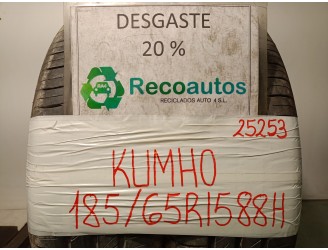 DESGASTE
20 %
Recoautos
RECICLADOS AUTO 4 S.L.
25253
KUMHO
185/65R1588H